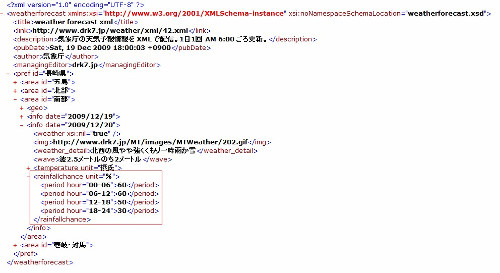 <?xml version="1.0" encoding="UTF-8" ?>
- <weatherforecast xmlns:xsi="http://www.w3.org/2001/XMLSchema-instance" xsi:noNamespaceSchemaLocation="weatherforecast.xsd">
<title>weather forecast xml</title>
<link>http://www.drk7.jp/weather/xml/42.xml</link>
<description>気象庁の天気予報情報を XML で配信。1日1回 AM 6:00 ごろ更新。</description>
<pubDate>Sat, 19 Dec 2009 18:00:03 +0900</pubDate>
<author>気象庁</author>
<managingEditor>drk7.jp</managingEditor>
- <pref id="長崎県">
+ <area id="五島">
+ <area id="北部">
- <area id="南部">
+ <geo>
+ <info date="2009/12/19">
- <info date="2009/12/20">
<weather xsi:nil="true" />
<img>http://www.drk7.jp/MT/images/MTWeather/202.gif</img>
<weather_detail>北西の風やや強くくもり一時雨か雪</weather_detail>
<wave>波2.5メートルのち2メートル</wave>
+ <temperature unit="摂氏">
- <rainfallchance unit="%">
<period hour="00-06">60</period>
<period hour="06-12">60</period>
<period hour="12-18">50</period>
<period hour="18-24">30</period>
</rainfallchance>
</info>
</area>
+ <area id="壱岐・対馬">
</pref>
</weatherforecast>